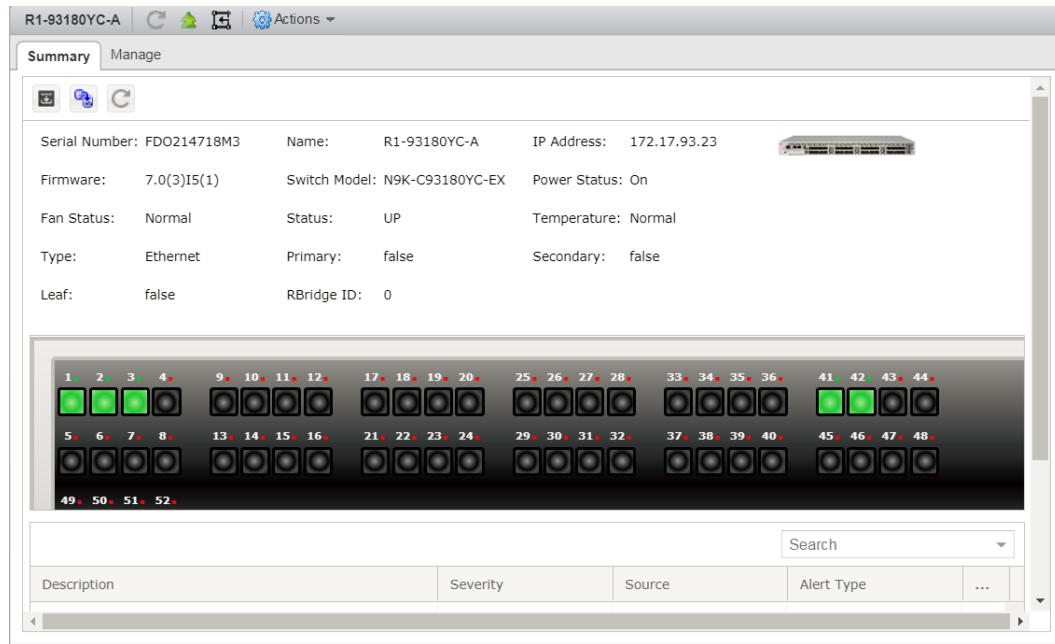 R1-93180YC-A Actions
Summary Manage
Serial Number: FDO214718M3 Name: R1-93180YC-A IP Address: 172.17.93.23
Firmware: 7.0(3)I5(1) Switch Model: N9K-C93180YC-EX Power Status: On
Fan Status: Normal Status: UP Temperature: Normal
Type: Ethernet Primary: false Secondary: false
Leaf: false RBridge ID: 0
1 2 3 4 9 10 11 12 17 18 19 20 25 26 27 28 33 34 35 36 41 42 43 44
5 6 7 8 13 14 15 16 21 22 23 24 29 30 31 32 37 38 39 40 45 46 47 48
49 50 51 52
Search
Description Severity Source Alert Type ...